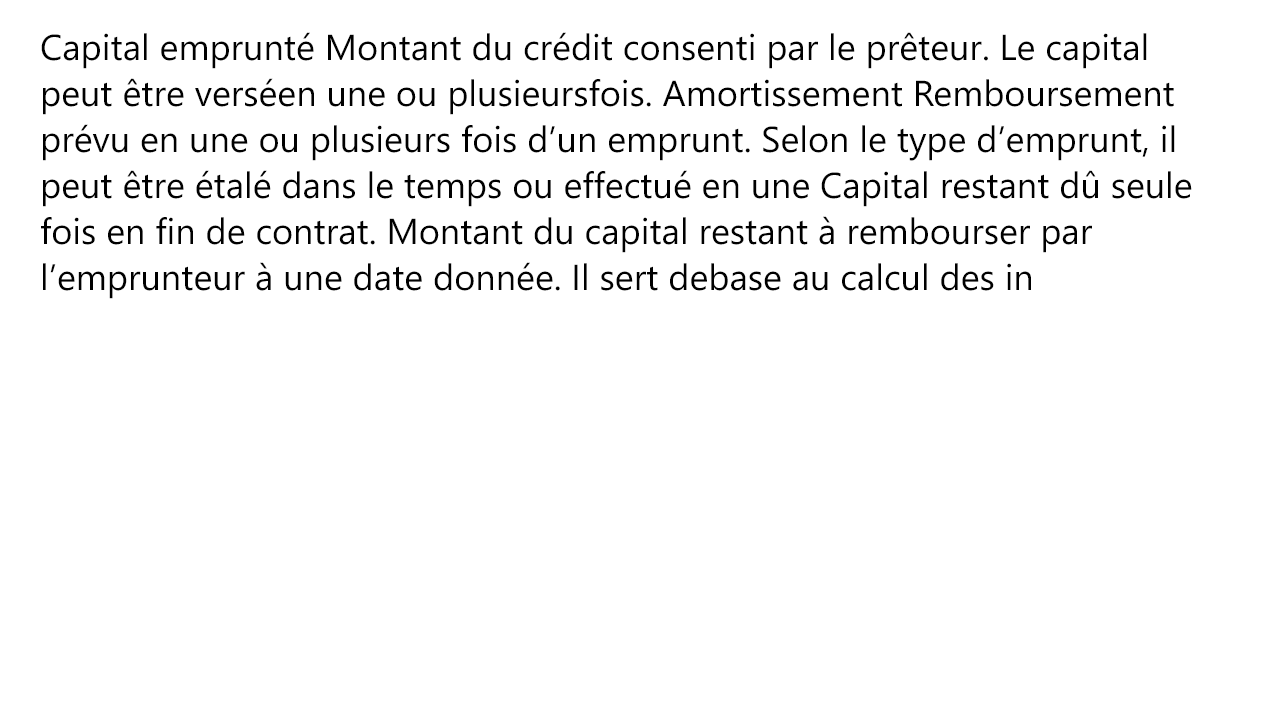 Capital emprunté Montant du crédit consenti par le prêteur. Le capital
peut être verséen une ou plusieursfois. Amortissement Remboursement
prévu en une ou plusieurs fois d’un emprunt. Selon le type d’emprunt, il
peut être étalé dans le temps ou effectué en une Capital restant dû seule
fois en fin de contrat. Montant du capital restant à rembourser par
l’emprunteur à une date donnée. Il sert debase au calcul des in